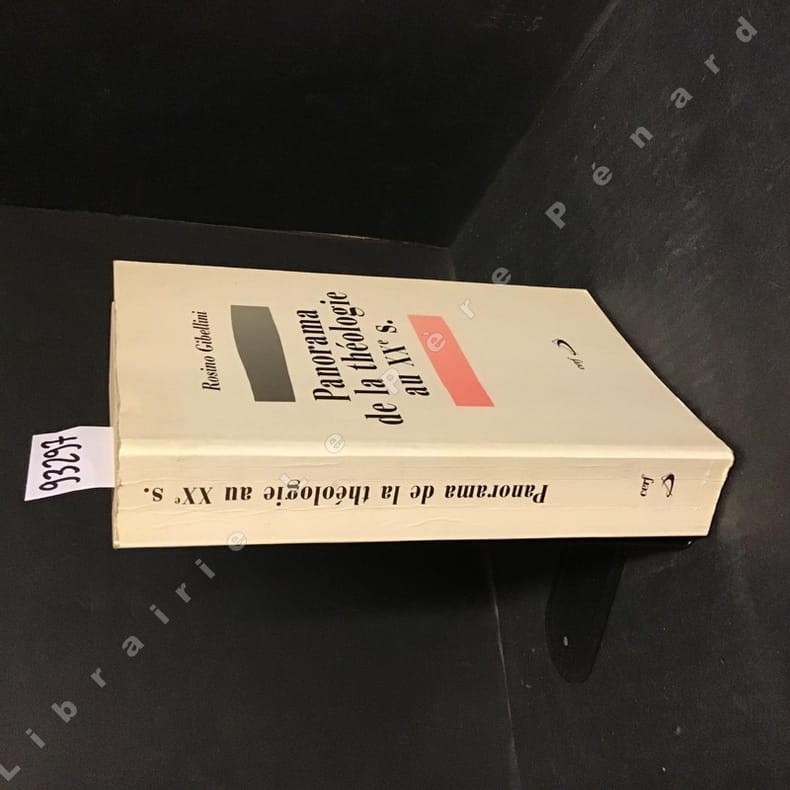 Rosino Gibellini
Panorama
de la théologie
au XXe s.
cerf
Panorama de la théologie au XXe s.
cerf
93297
Librairie le Père Pénard